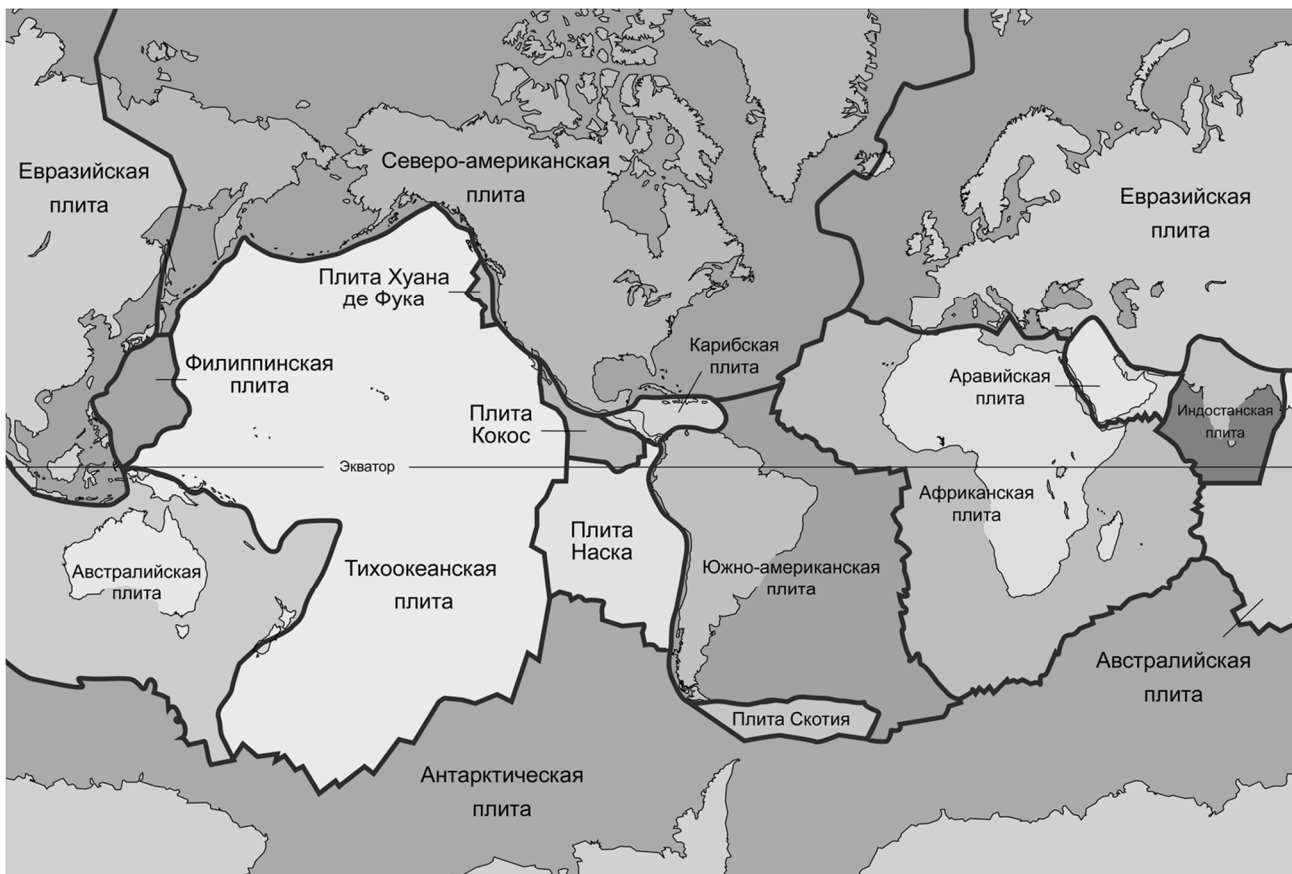 Евразийская
плита
Северо-американская
плита
Евразийская
плита
Плита Хуана
де Фука
Филиппинская
плита
Карибская
плита
Аравийская
плита
Плита
Кокос
Индостанская
плита
Экватор
Африканская
плита
Плита
Наска
Австралийская
плита
Тихоокеанская
плита
Южно-американская
плита
Австралийская
плита
Плита Скотия
Антарктическая
плита